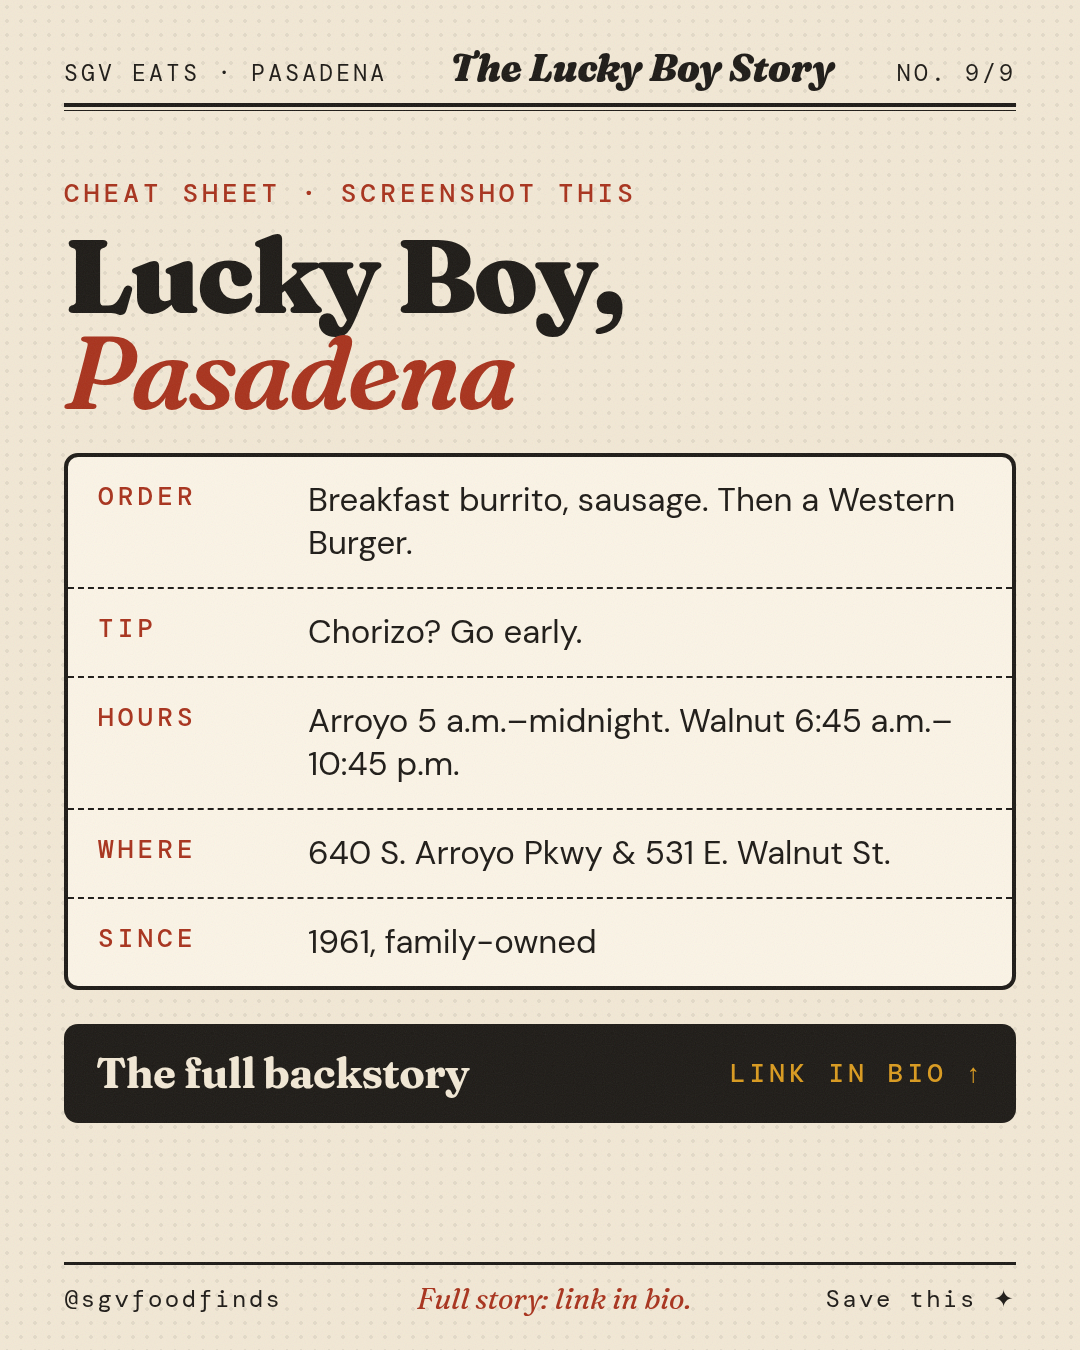 SGV EATS · PASADENA
The Lucky Boy Story
NO. 9/9
CHEAT SHEET · SCREENSHOT THIS
Lucky Boy,
Pasadena
ORDER
Breakfast burrito, sausage. Then a Western
Burger.
TIP
Chorizo? Go early.
HOURS
Arroyo 5 a.m.–midnight. Walnut 6:45 a.m.–
10:45 p.m.
WHERE
640 S. Arroyo Pkwy & 531 E. Walnut St.
SINCE
1961, family-owned
The full backstory
LINK IN BIO ↑
@sgvfoodfinds
Full story: link in bio.
Save this ✦